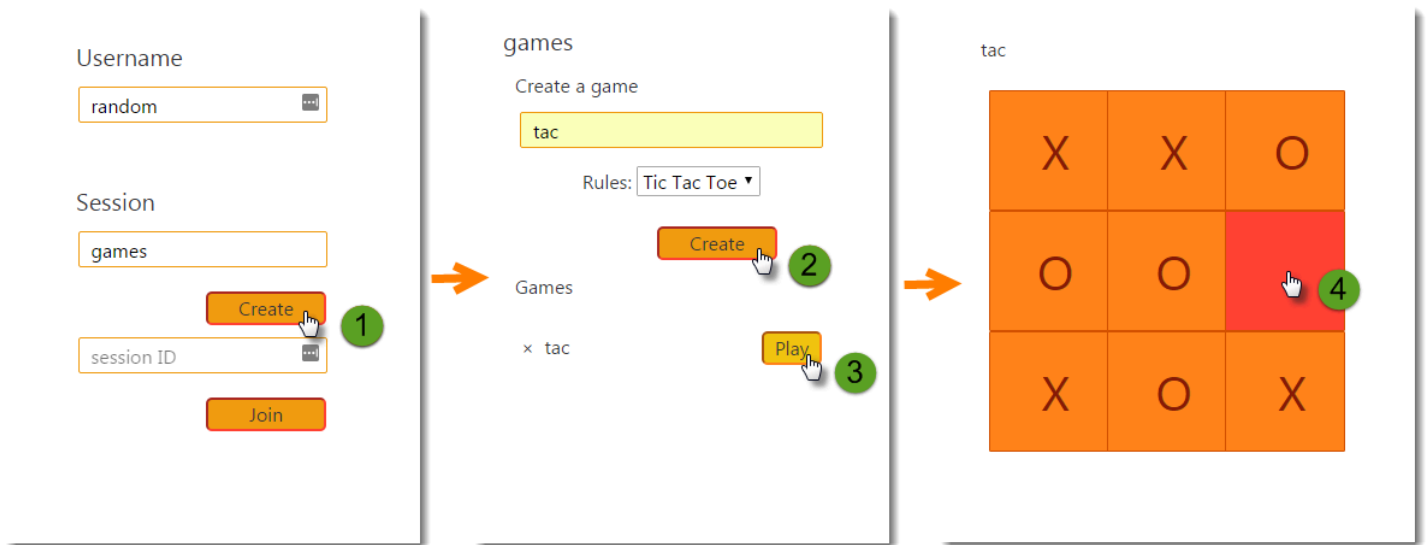 Username
random
Session
games
Create
1
session ID
Join
games
Create a game
tac
Rules: Tic Tac Toe
Create
2
Games
× tac Play
3
tac
X X O
O O
4
X O X